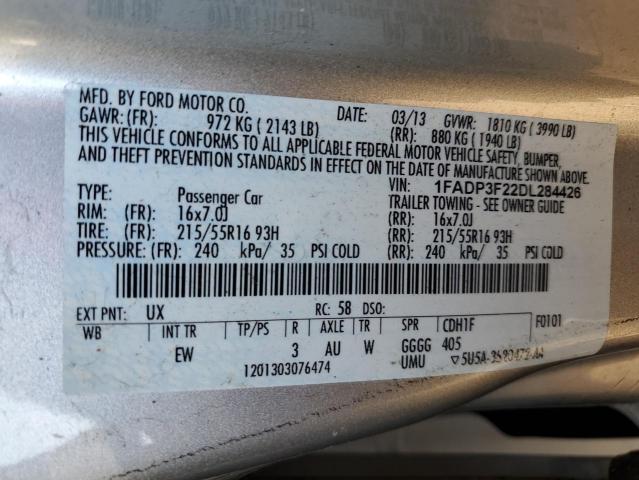 MFD. BY FORD MOTOR CO. DATE: 03/13 GVWR: 1810 KG ( 3990 LB)
GAWR: (FR): 972 KG ( 2143 LB) (RR): 880 KG ( 1940 LB)
THIS VEHICLE CONFORMS TO ALL APPLICABLE FEDERAL MOTOR VEHICLE SAFETY, BUMPER,
AND THEFT PREVENTION STANDARDS IN EFFECT ON THE DATE OF MANUFACTURE SHOWN ABOVE.
VIN: 1FADP3F22DL284426
TYPE: Passenger Car TRAILER TOWING - SEE OWNER GUIDE
RIM: (FR): 16x7.0J (RR): 16x7.0J
TIRE: (FR): 215/55R16 93H (RR): 215/55R16 93H
PRESSURE: (FR): 240 kPa/ 35 PSI COLD (RR): 240 kPa/ 35 PSI COLD
EXT PNT: UX RC: 58 DSO: F0101
WB INT TR TP/PS R AXLE TR SPR CDH1F
EW 3 AU W GGGG 405
1201303076474 UMU